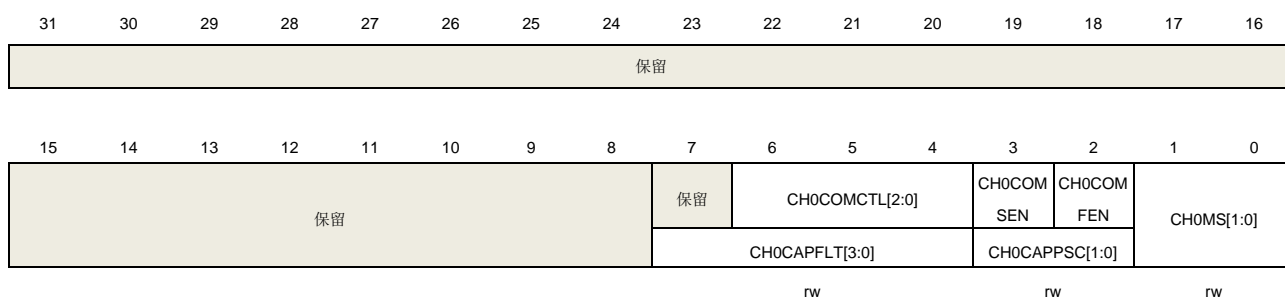 31 30 29 28 27 26 25 24 23 22 21 20 19 18 17 16
保留
15 14 13 12 11 10 9 8 7 6 5 4 3 2 1 0
保留 保留 CH0COMCTL[2:0] CH0COM SEN CH0COM FEN CH0MS[1:0]
CH0CAPFLT[3:0] CH0CAPPSC[1:0]
rw rw rw